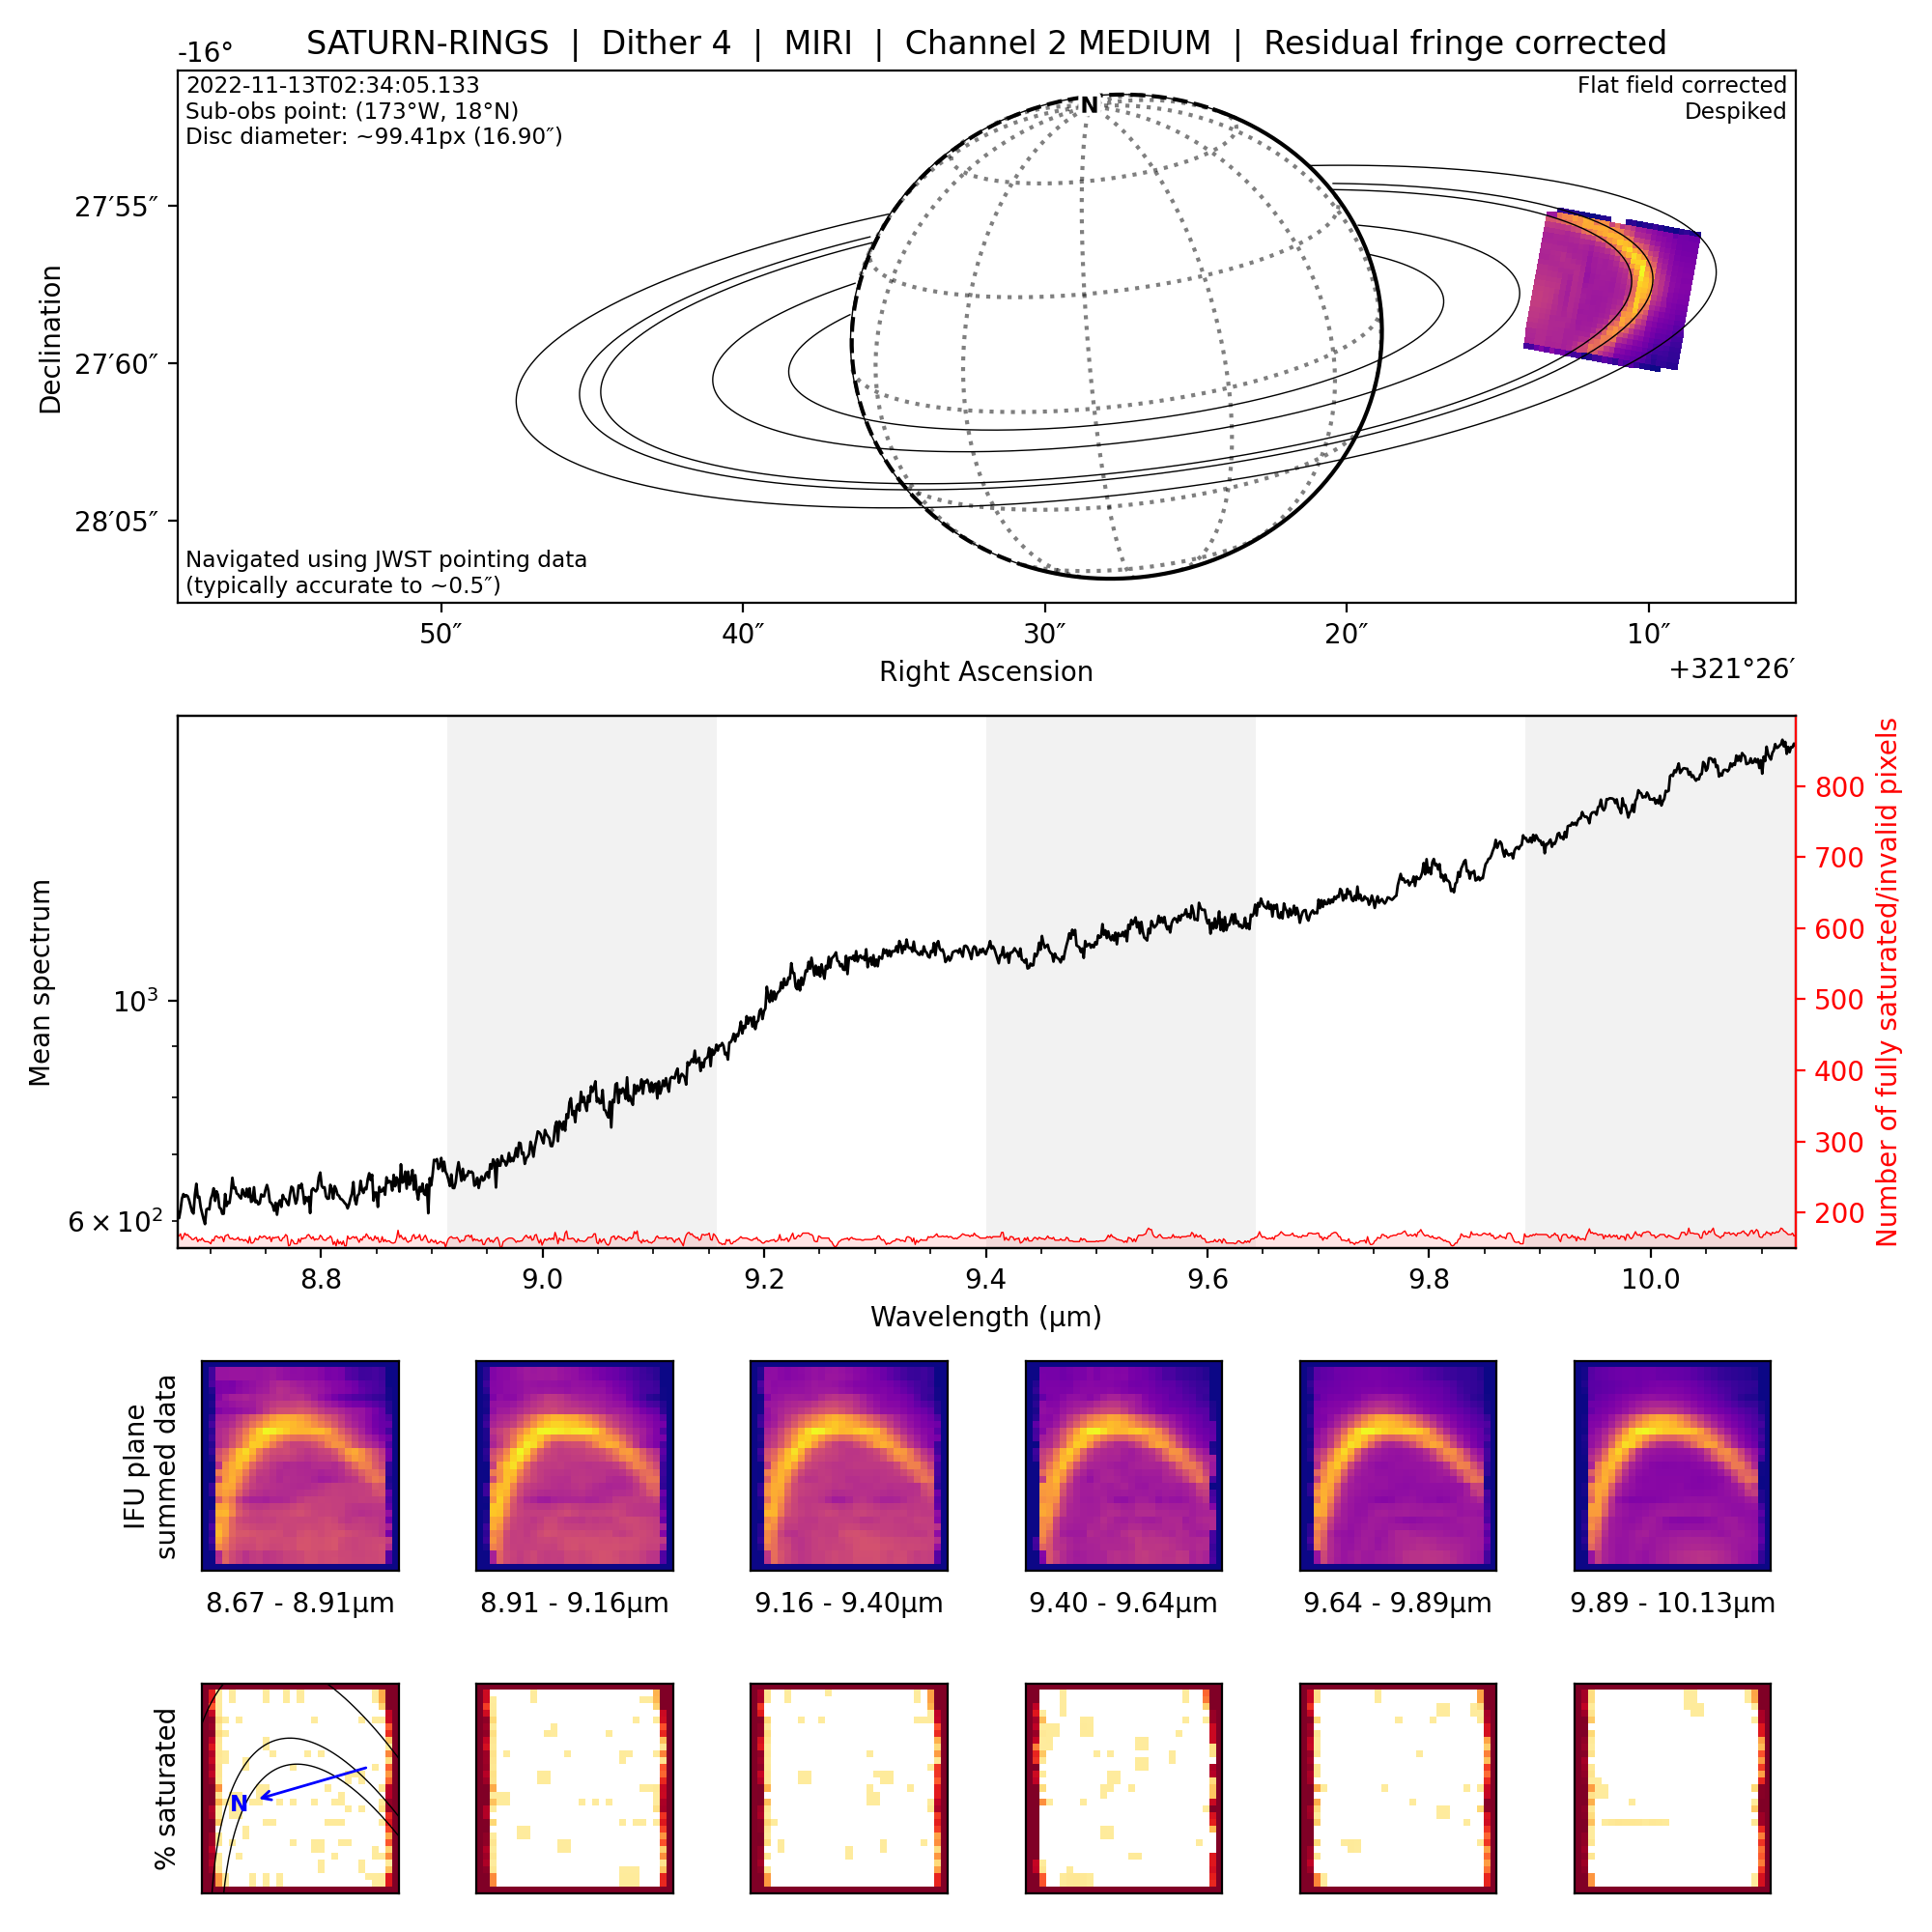 SATURN-RINGS | Dither 4 | MIRI | Channel 2 MEDIUM | Residual fringe corrected
-16°
2022-11-13T02:34:05.133
Sub-obs point: (173°W, 18°N)
Disc diameter: ~99.41px (16.90″)
Flat field corrected
Despiked
N
27′55″
27′60″
28′05″
Declination
Navigated using JWST pointing data
(typically accurate to ~0.5″)
50″ 40″ 30″ 20″ 10″
Right Ascension
+321°26′
Mean spectrum
10³
6 × 10²
800
700
600
500
400
300
200
Number of fully saturated/invalid pixels
8.8 9.0 9.2 9.4 9.6 9.8 10.0
Wavelength (µm)
IFU plane
summed data
8.67 - 8.91µm 8.91 - 9.16µm 9.16 - 9.40µm 9.40 - 9.64µm 9.64 - 9.89µm 9.89 - 10.13µm
% saturated
N